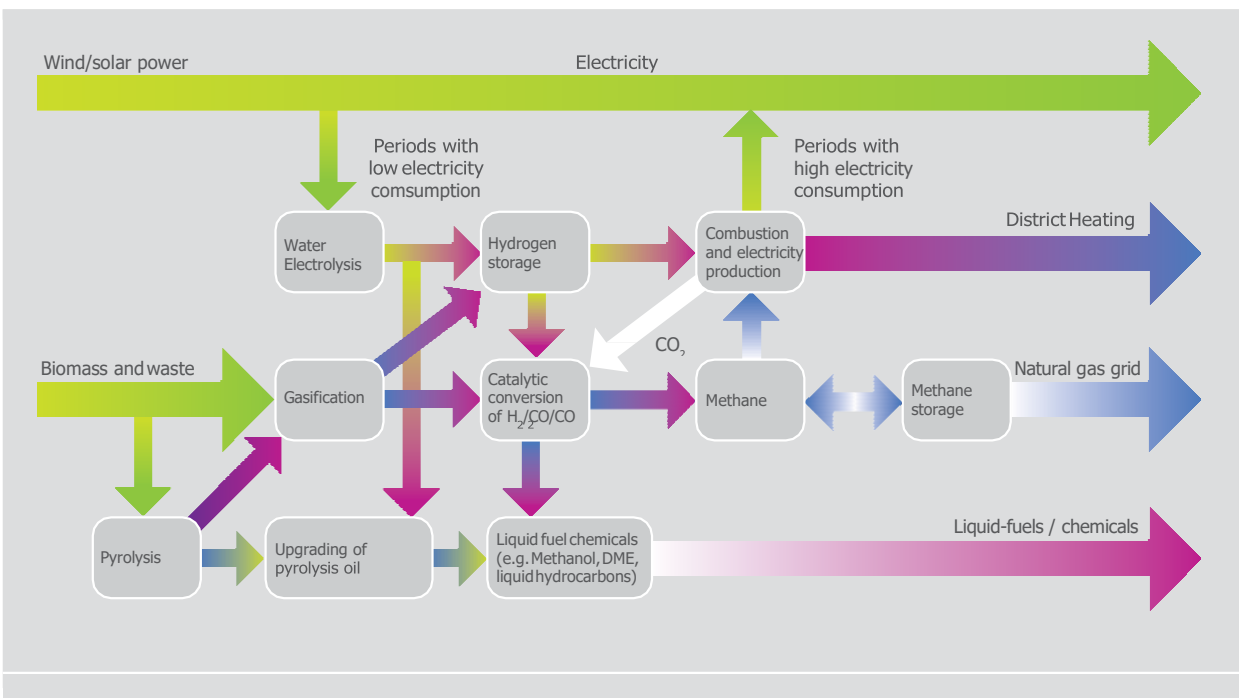 Wind/solar power
Electricity
Periods with
low electricity
comsumption
Periods with
high electricity
consumption
District Heating
Water
Electrolysis
Hydrogen
storage
Combustion
and electricity
production
CO2
Biomass and waste
Natural gas grid
Gasification
Catalytic
conversion
of H2/CO/CO2
Methane
Methane
storage
Liquid-fuels / chemicals
Pyrolysis
Upgrading of
pyrolysis oil
Liquid fuel chemicals
(e.g. Methanol, DME,
liquid hydrocarbons)